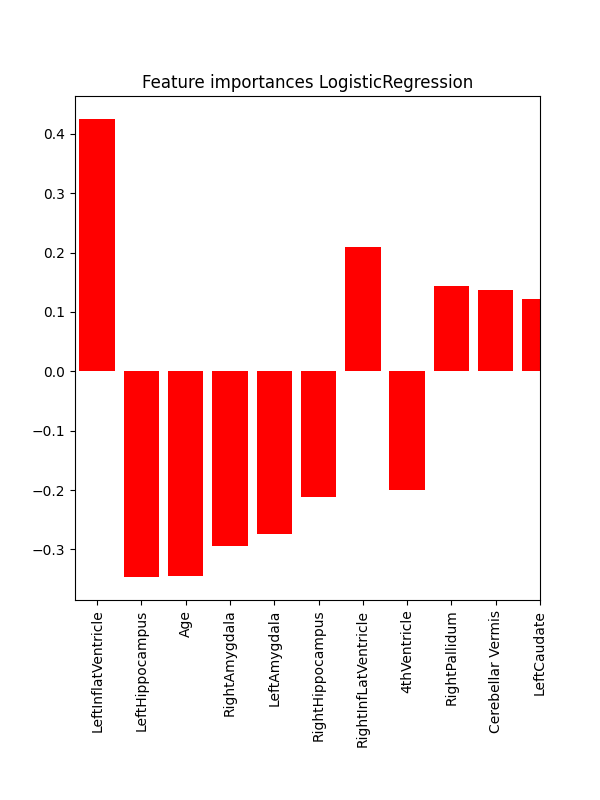 Feature importances LogisticRegression
0.4
0.3
0.2
0.1
0.0
−0.1
−0.2
−0.3
LeftInflatVentricle
LeftHippocampus
Age
RightAmygdala
LeftAmygdala
RightHippocampus
RightInfLatVentricle
4thVentricle
RightPallidum
Cerebellar Vermis
LeftCaudate